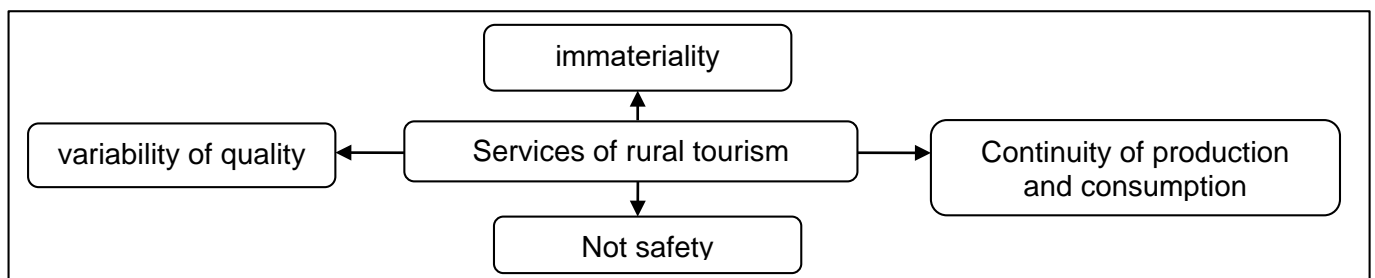 immateriality
variability of quality
Services of rural tourism
Continuity of production
and consumption
Not safety